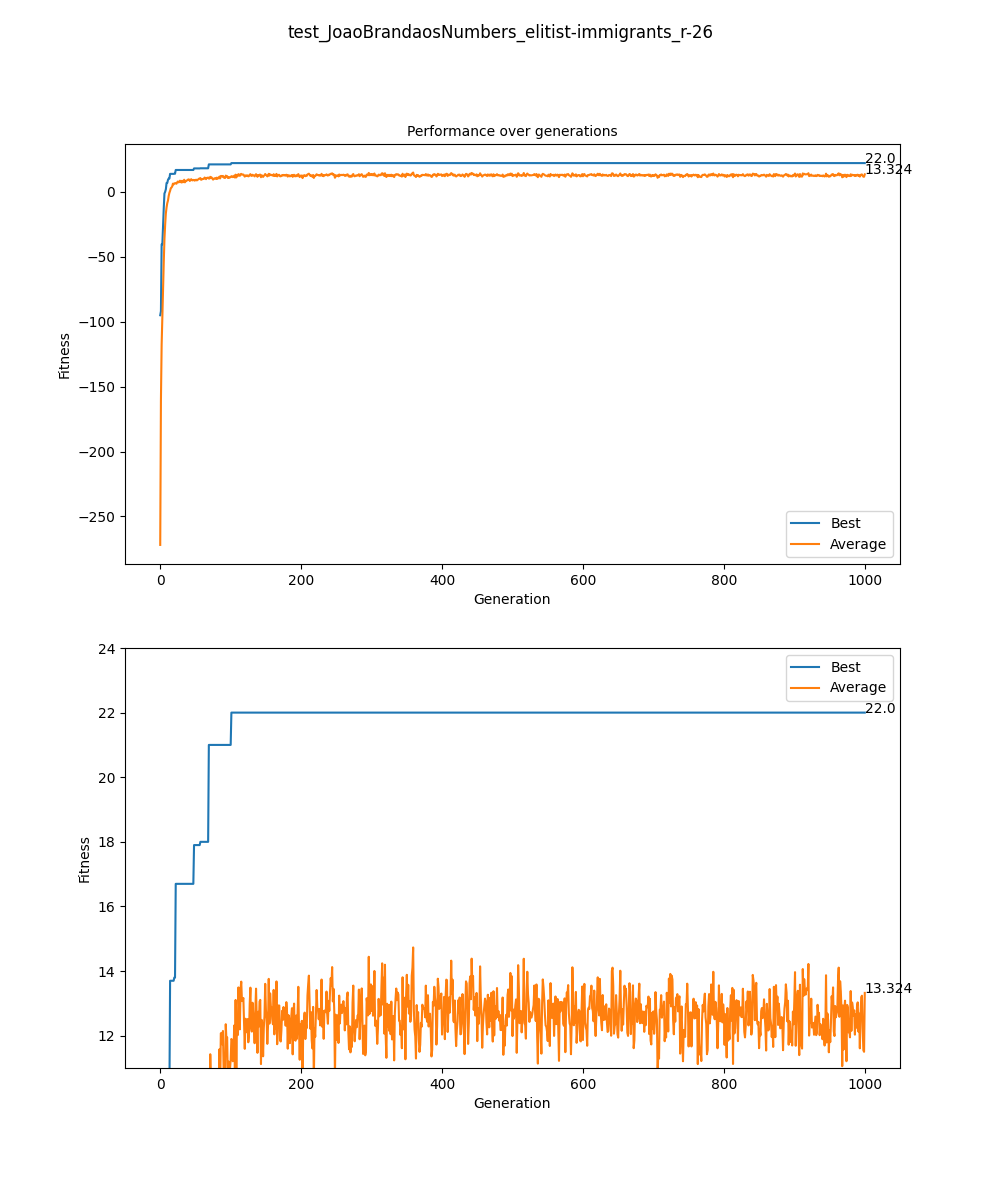 test_JoaoBrandaosNumbers_elitist-immigrants_r-26
Performance over generations
22.0
13.324
0
−50
−100
−150
−200
−250
Fitness
Best
Average
0 200 400 600 800 1000
Generation
24
22
20
18
16
14
12
Fitness
Best
Average
22.0
13.324
0 200 400 600 800 1000
Generation